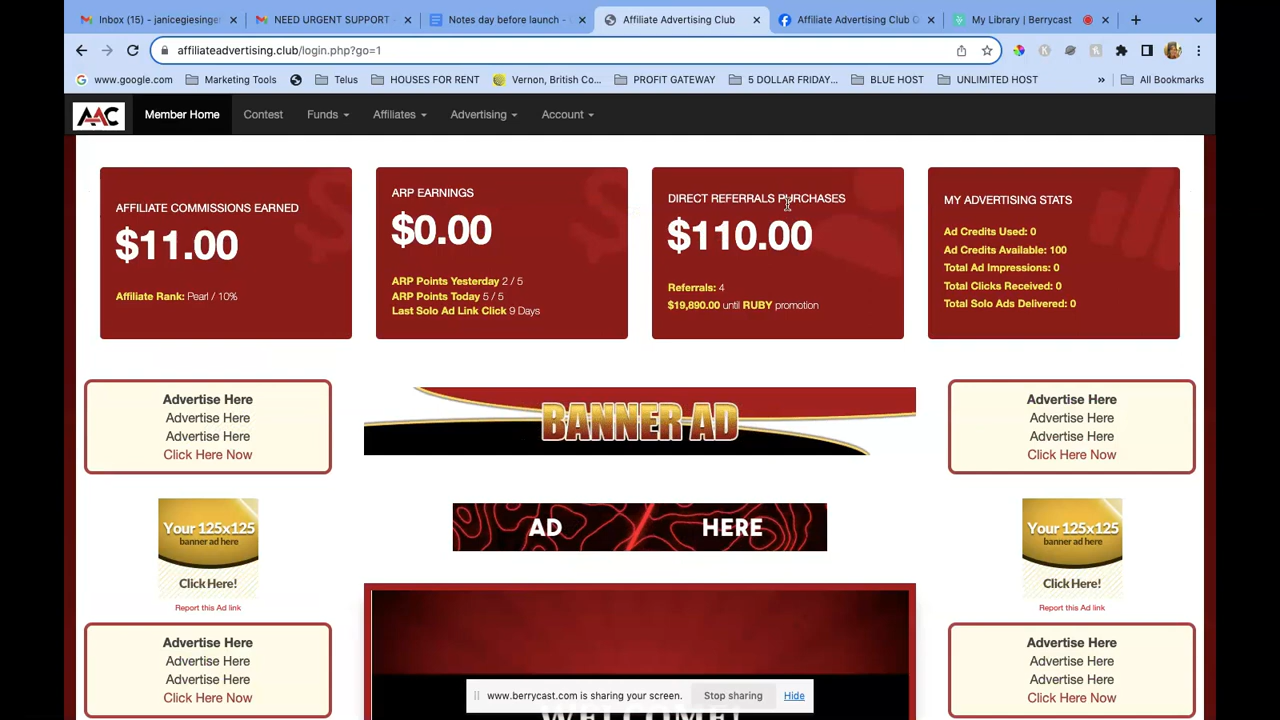 Inbox (15) - janicegiesinger
NEED URGENT SUPPORT -
Notes day before launch -
Affiliate Advertising Club
Affiliate Advertising Club O
My Library | Berrycast
affiliateadvertising.club/login.php?go=1
www.google.com
Marketing Tools
Telus
HOUSES FOR RENT
Vernon, British Co...
PROFIT GATEWAY
5 DOLLAR FRIDAY...
BLUE HOST
UNLIMITED HOST
»
All Bookmarks
AAC
Member Home
Contest
Funds
Affiliates
Advertising
Account
AFFILIATE COMMISSIONS EARNED
$11.00
Affiliate Rank: Pearl / 10%
ARP EARNINGS
$0.00
ARP Points Yesterday 2 / 5
ARP Points Today 5 / 5
Last Solo Ad Link Click 9 Days
DIRECT REFERRALS PURCHASES
$110.00
Referrals: 4
$19,890.00 until RUBY promotion
MY ADVERTISING STATS
Ad Credits Used: 0
Ad Credits Available: 100
Total Ad Impressions: 0
Total Clicks Received: 0
Total Solo Ads Delivered: 0
Advertise Here
Advertise Here
Advertise Here
Click Here Now
BANNER AD
Advertise Here
Advertise Here
Advertise Here
Click Here Now
Your 125x125
banner ad here
Click Here!
Report this Ad link
AD HERE
Your 125x125
banner ad here
Click Here!
Report this Ad link
Advertise Here
Advertise Here
Advertise Here
Click Here Now
WELCOME!
Advertise Here
Advertise Here
Advertise Here
Click Here Now
www.berrycast.com is sharing your screen.
Stop sharing
Hide